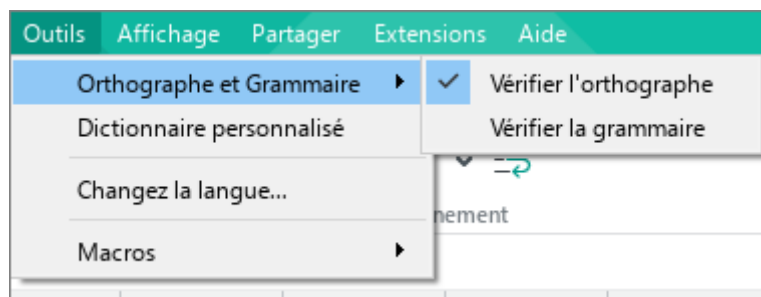 Outils Affichage Partager Extensions Aide
Orthographe et Grammaire
Vérifier l'orthographe
Dictionnaire personnalisé
Vérifier la grammaire
Changez la langue...
Macros